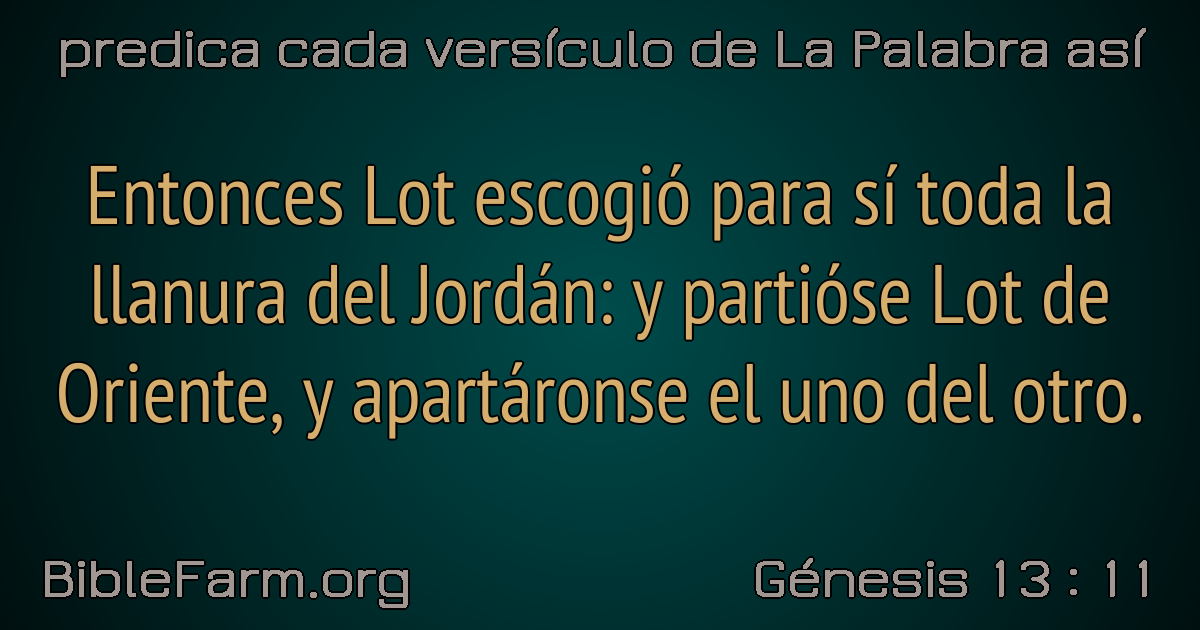 predica cada versículo de La Palabra así
Entonces Lot escogió para sí toda la
llanura del Jordán: y partióse Lot de
Oriente, y apartáronse el uno del otro.
BibleFarm.org
Génesis 13 : 11